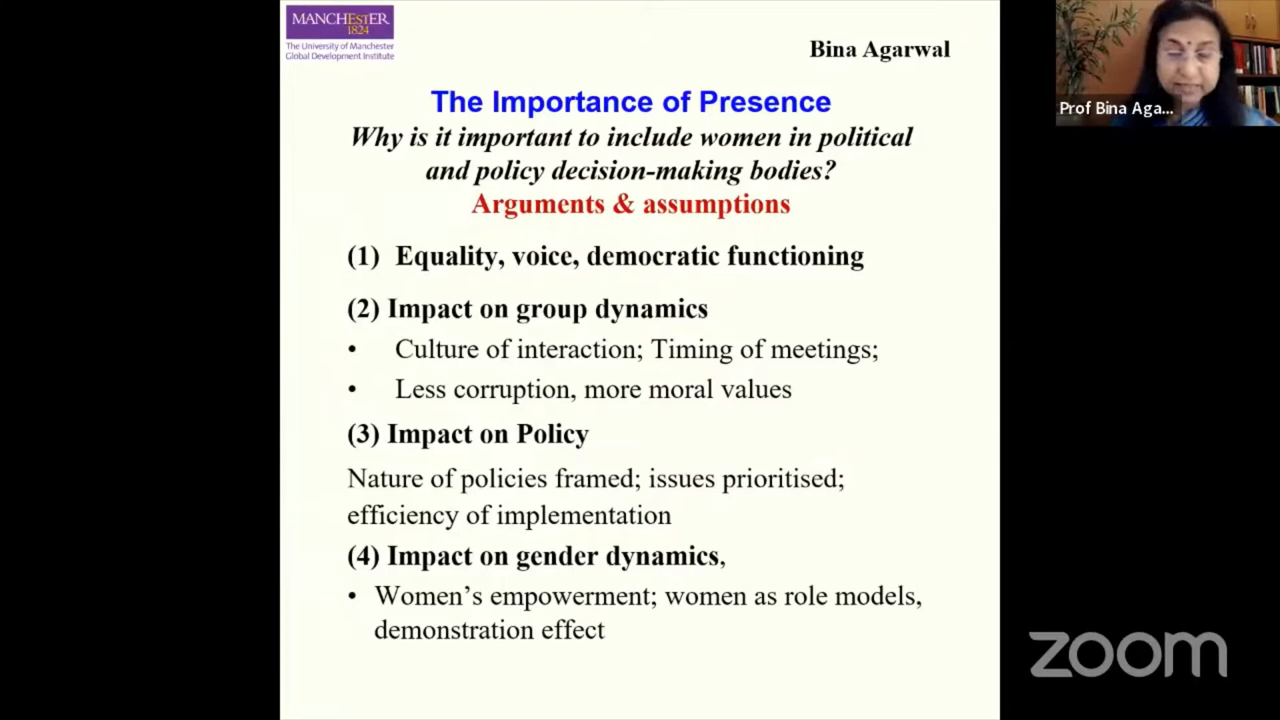 MANCHESTER
1824
The University of Manchester
Global Development Institute
Bina Agarwal
Prof Bina Aga...
The Importance of Presence
Why is it important to include women in political
and policy decision-making bodies?
Arguments & assumptions
(1) Equality, voice, democratic functioning
(2) Impact on group dynamics
• Culture of interaction; Timing of meetings;
• Less corruption, more moral values
(3) Impact on Policy
Nature of policies framed; issues prioritised;
efficiency of implementation
(4) Impact on gender dynamics,
• Women’s empowerment; women as role models,
demonstration effect
zoom